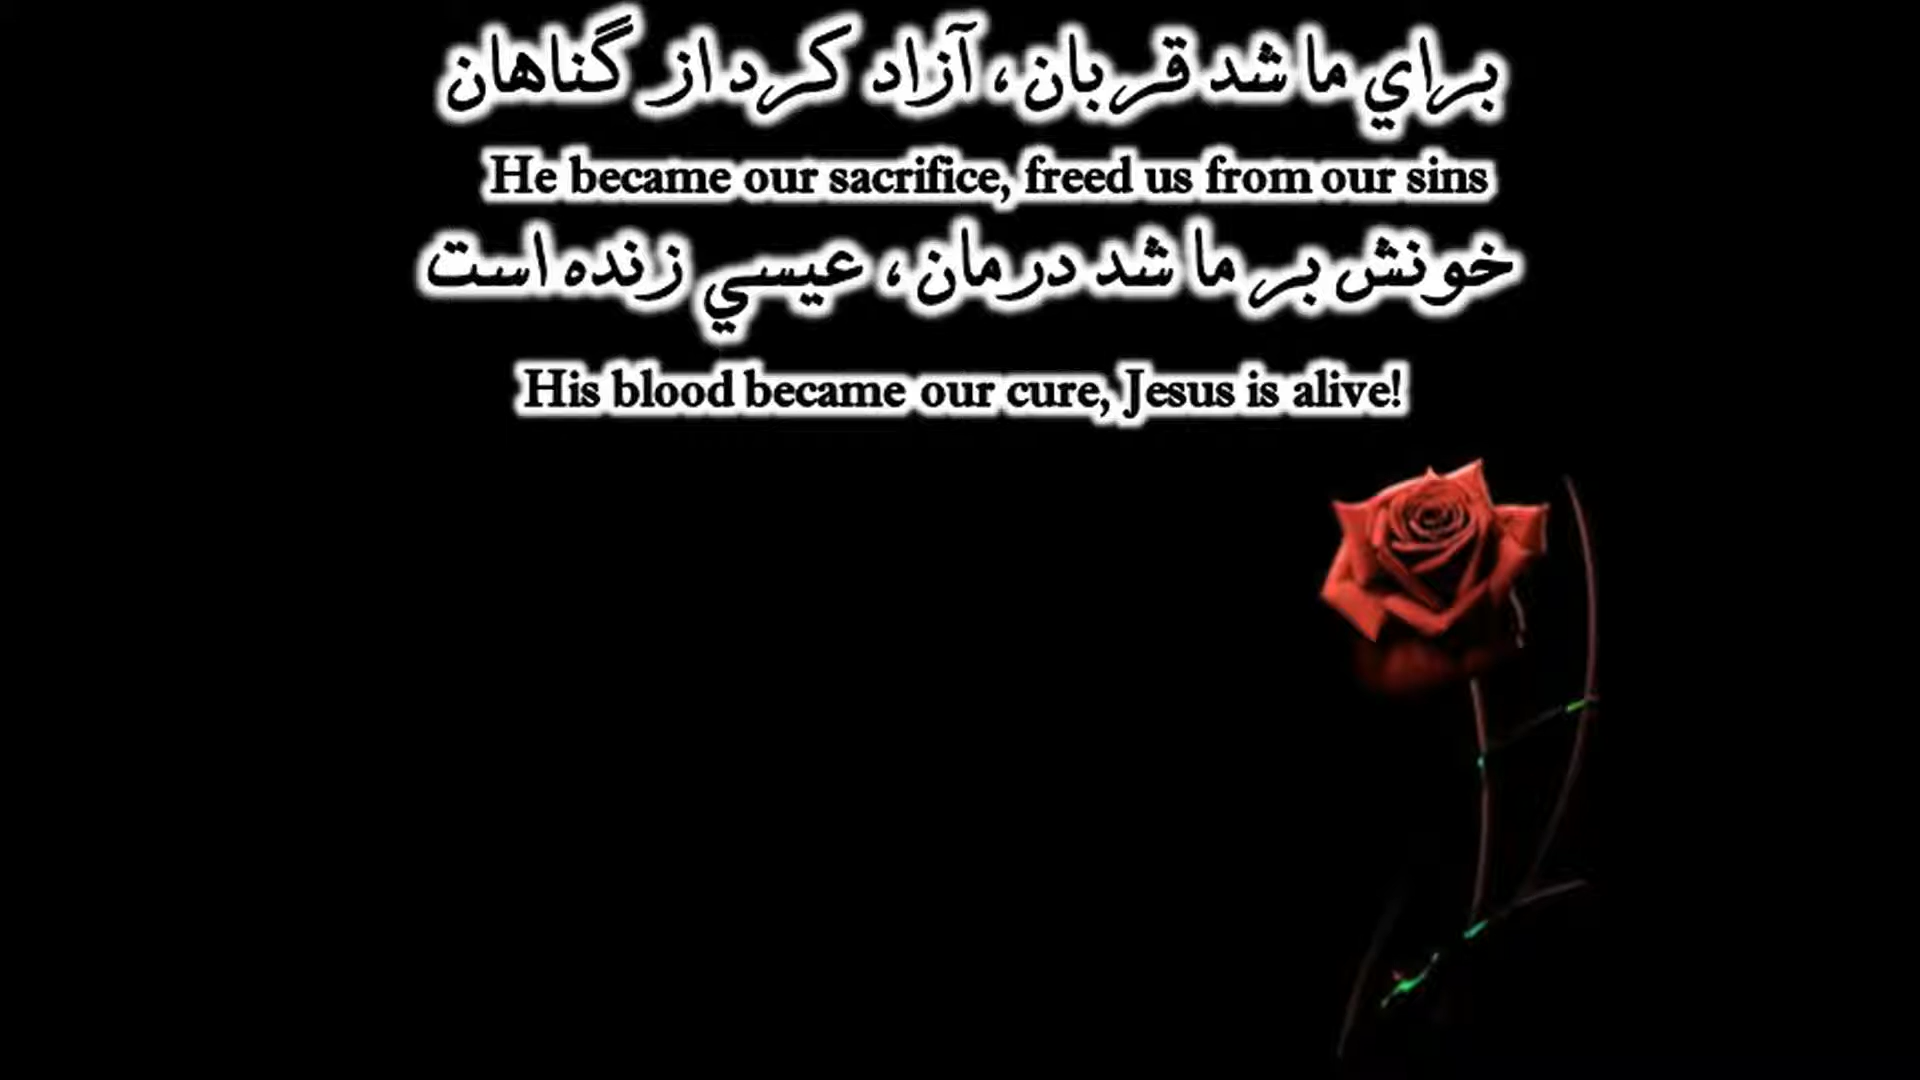 براي ما شد قربان، آزاد كرد از گناهان
He became our sacrifice, freed us from our sins
خونش بر ما شد درمان، عيسي زنده است
His blood became our cure, Jesus is alive!